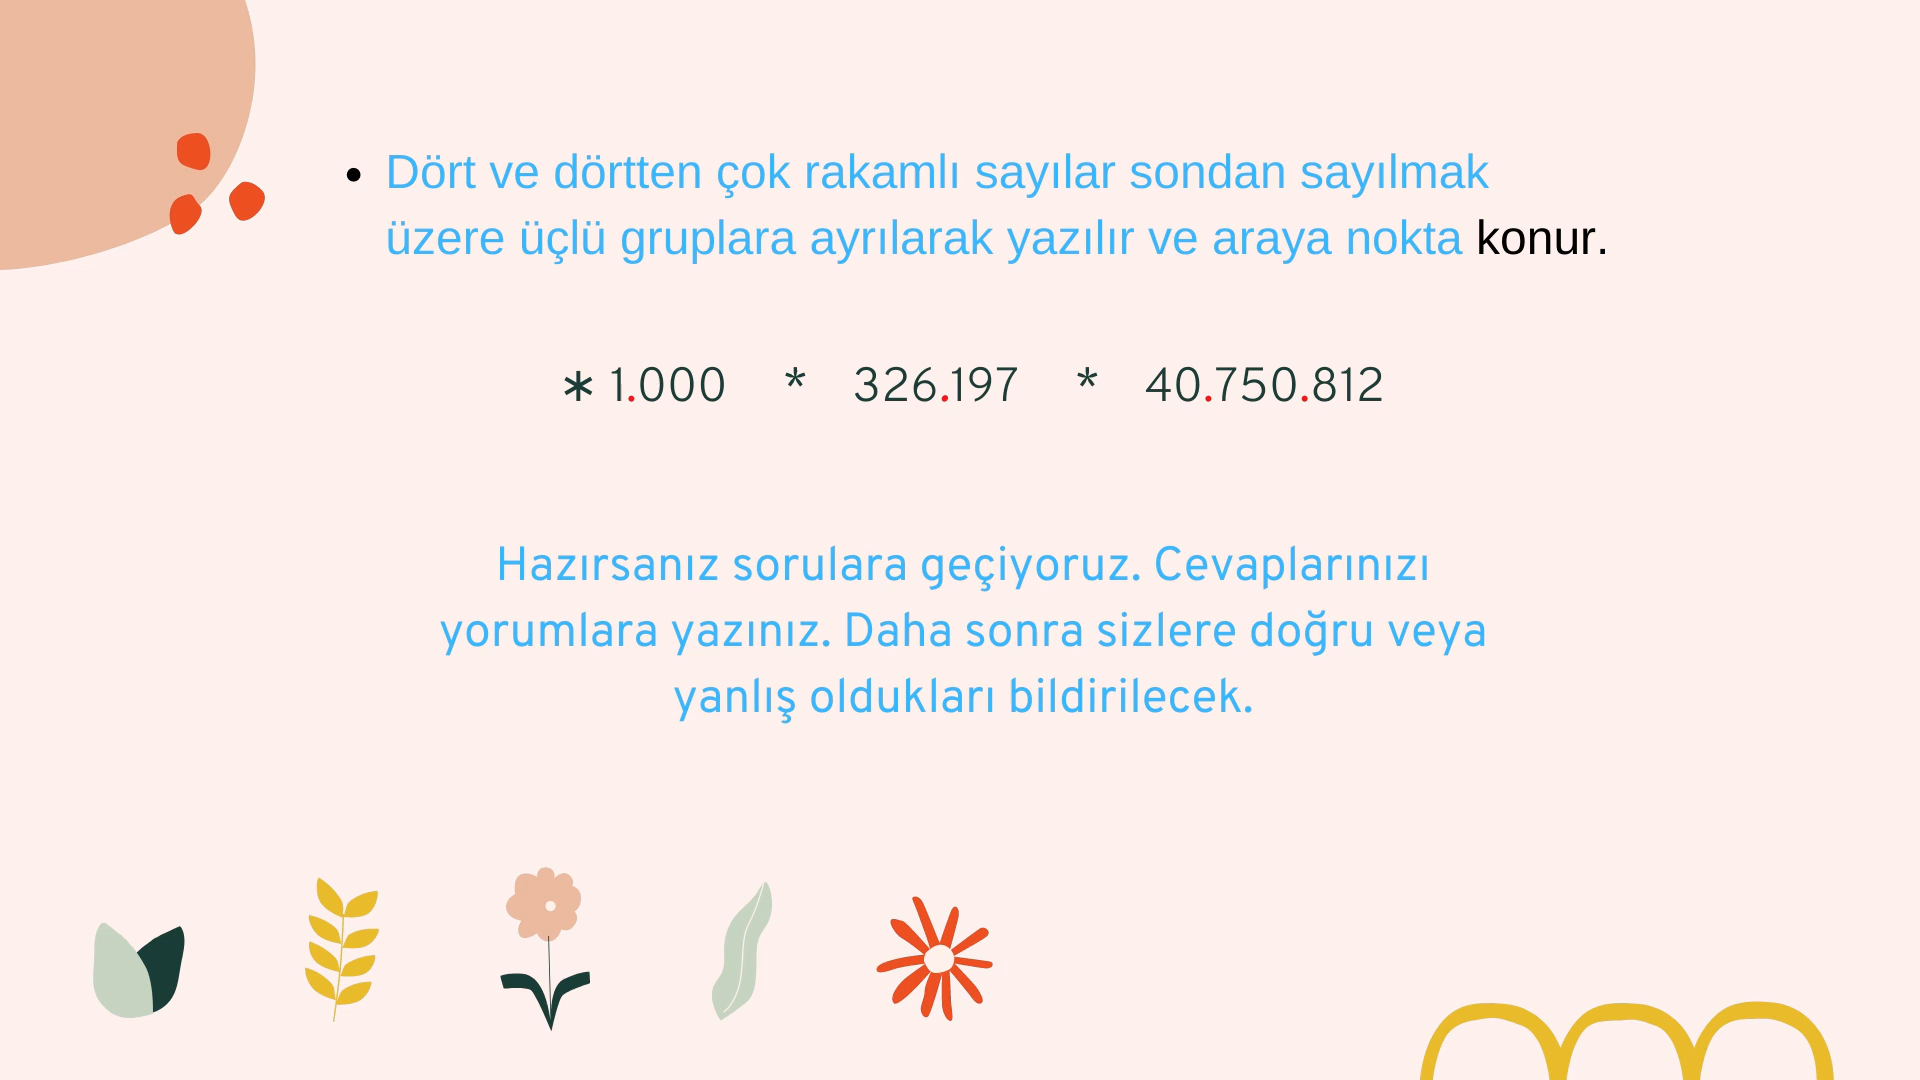 • Dört ve dörtten çok rakamlı sayılar sondan sayılmak
üzere üçlü gruplara ayrılarak yazılır ve araya nokta konur.
* 1.000 * 326.197 * 40.750.812
Hazırsanız sorulara geçiyoruz. Cevaplarınızı
yorumlara yazınız. Daha sonra sizlere doğru veya
yanlış oldukları bildirilecek.